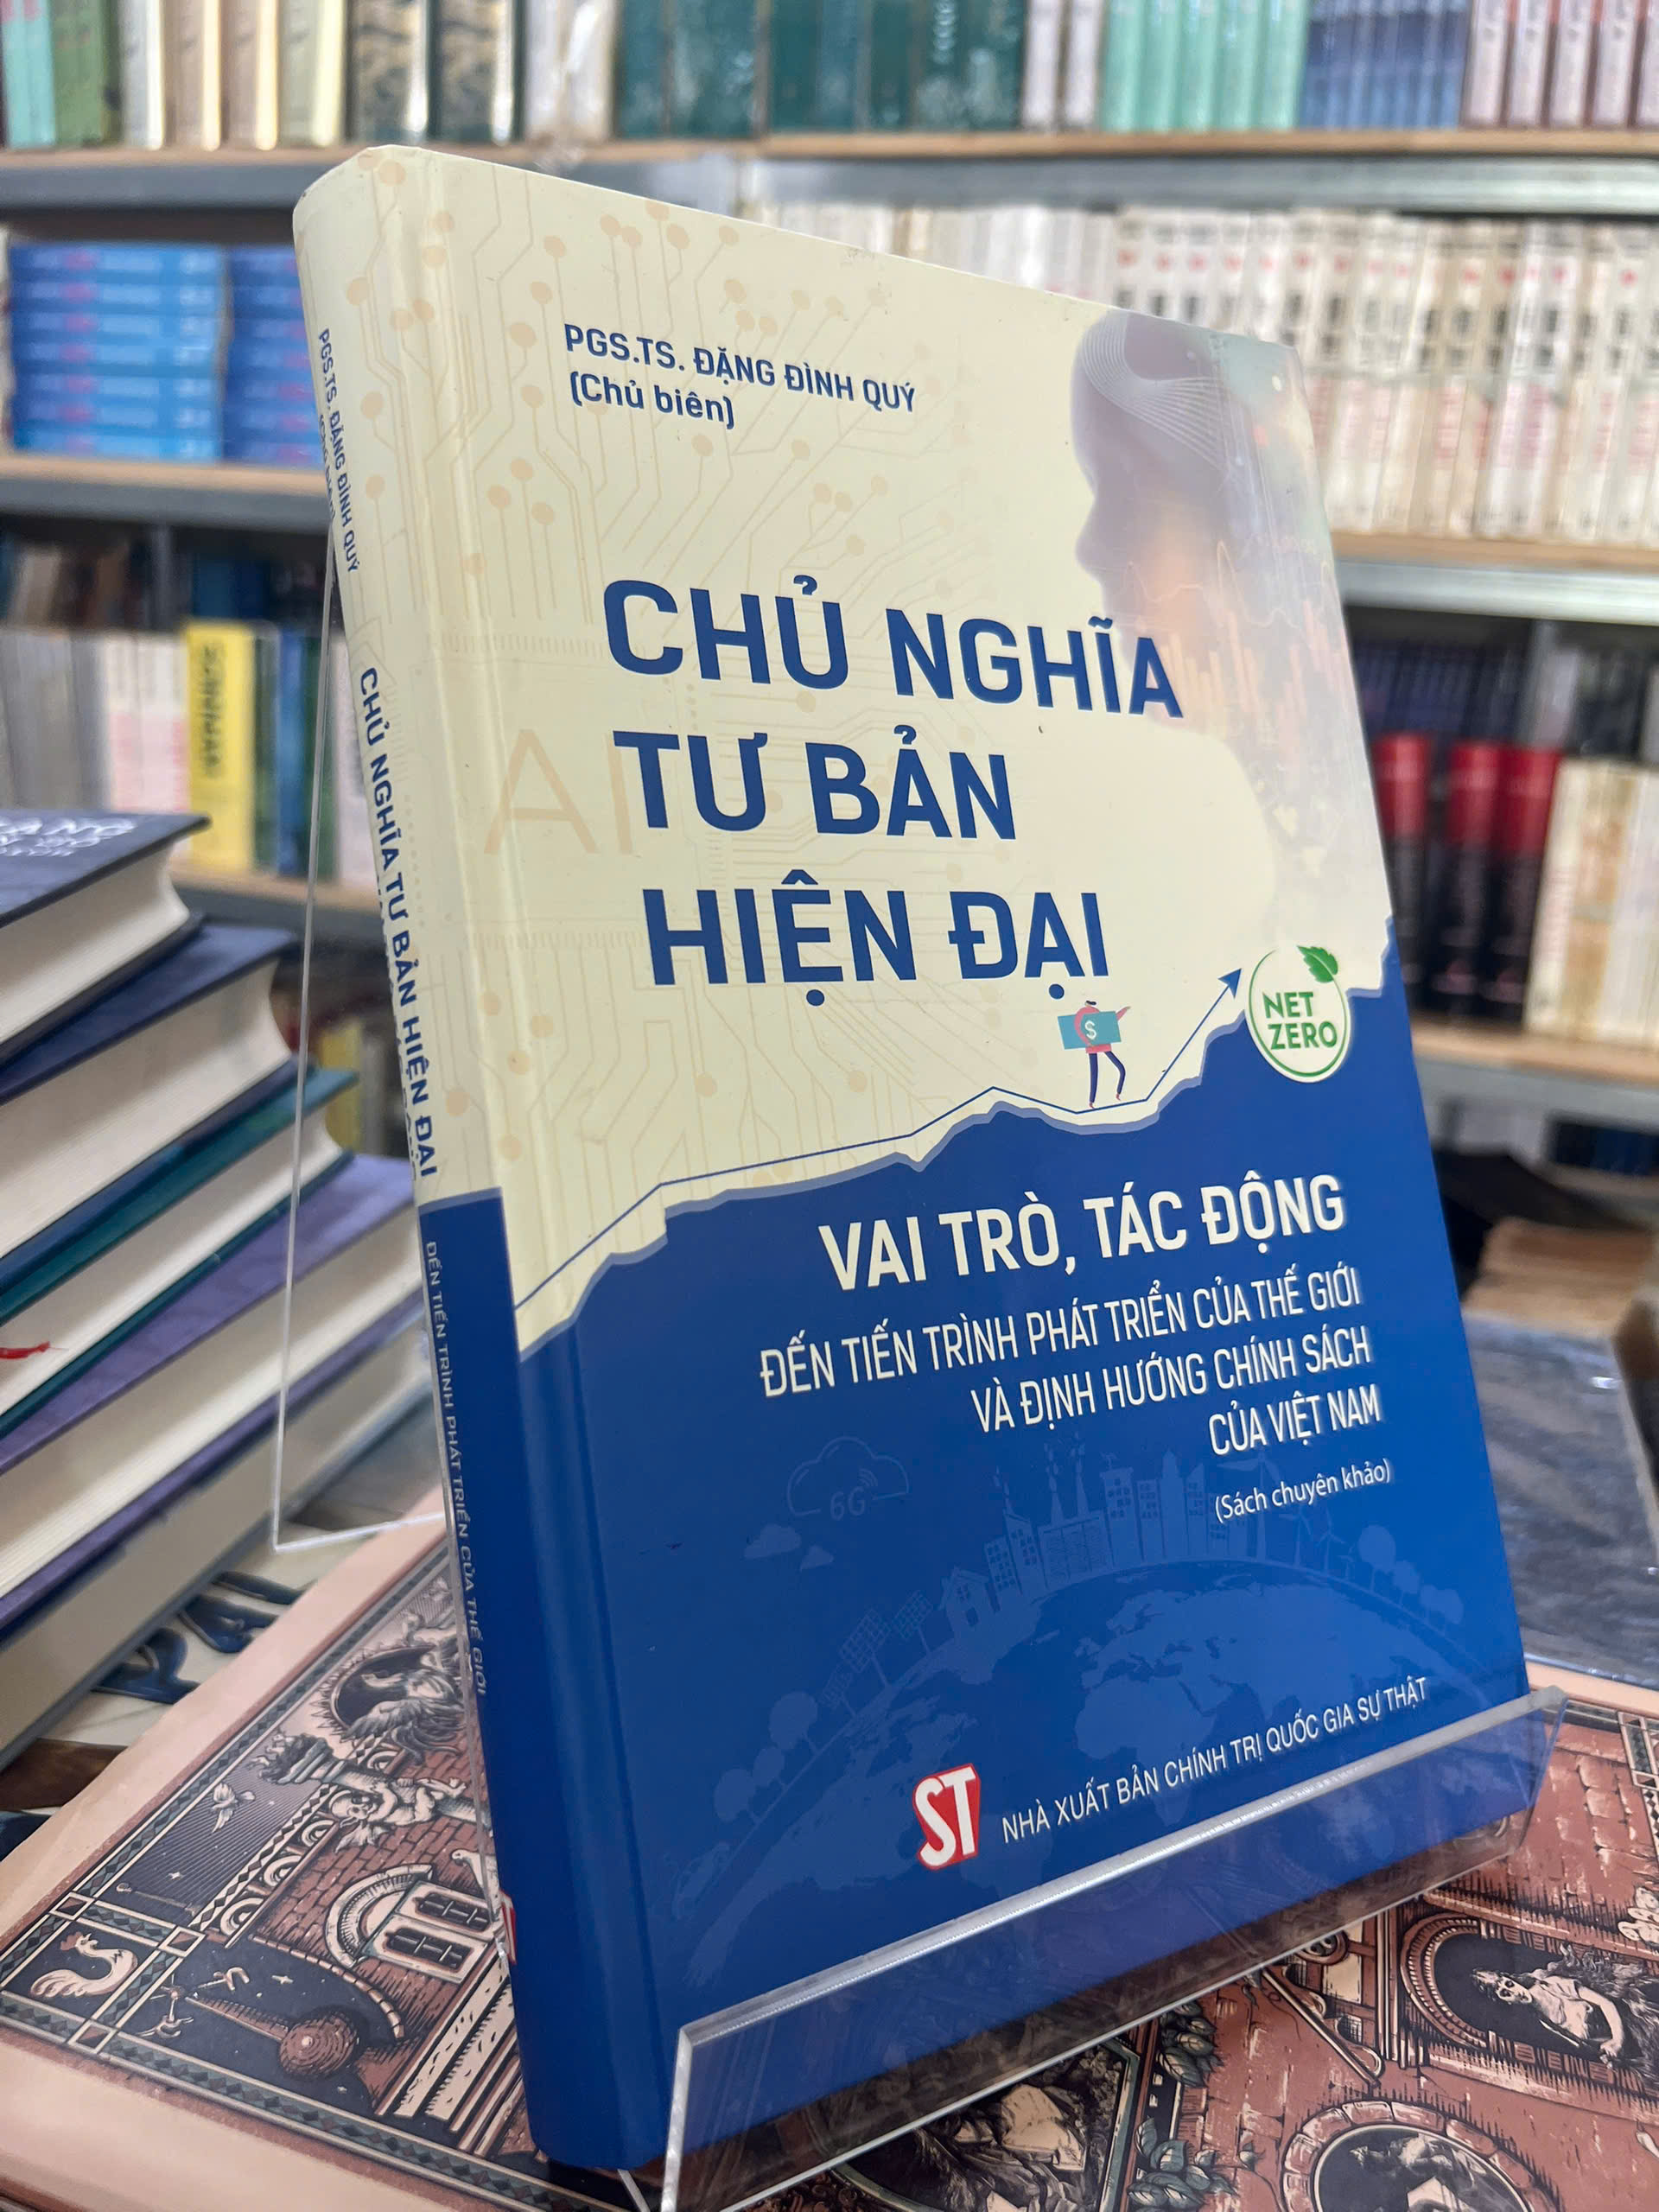 PGS.TS. ĐẶNG ĐÌNH QUÝ
(Chủ biên)
CHỦ NGHĨA
TƯ BẢN
HIỆN ĐẠI
AI
$
NET
ZERO
VAI TRÒ, TÁC ĐỘNG
ĐẾN TIẾN TRÌNH PHÁT TRIỂN CỦA THẾ GIỚI
VÀ ĐỊNH HƯỚNG CHÍNH SÁCH
CỦA VIỆT NAM
(Sách chuyên khảo)
6G
ST
NHÀ XUẤT BẢN CHÍNH TRỊ QUỐC GIA SỰ THẬT
PGS.TS. ĐẶNG ĐÌNH QUÝ
CHỦ NGHĨA TƯ BẢN HIỆN ĐẠI
ĐẾN TIẾN TRÌNH PHÁT TRIỂN CỦA THẾ GIỚI